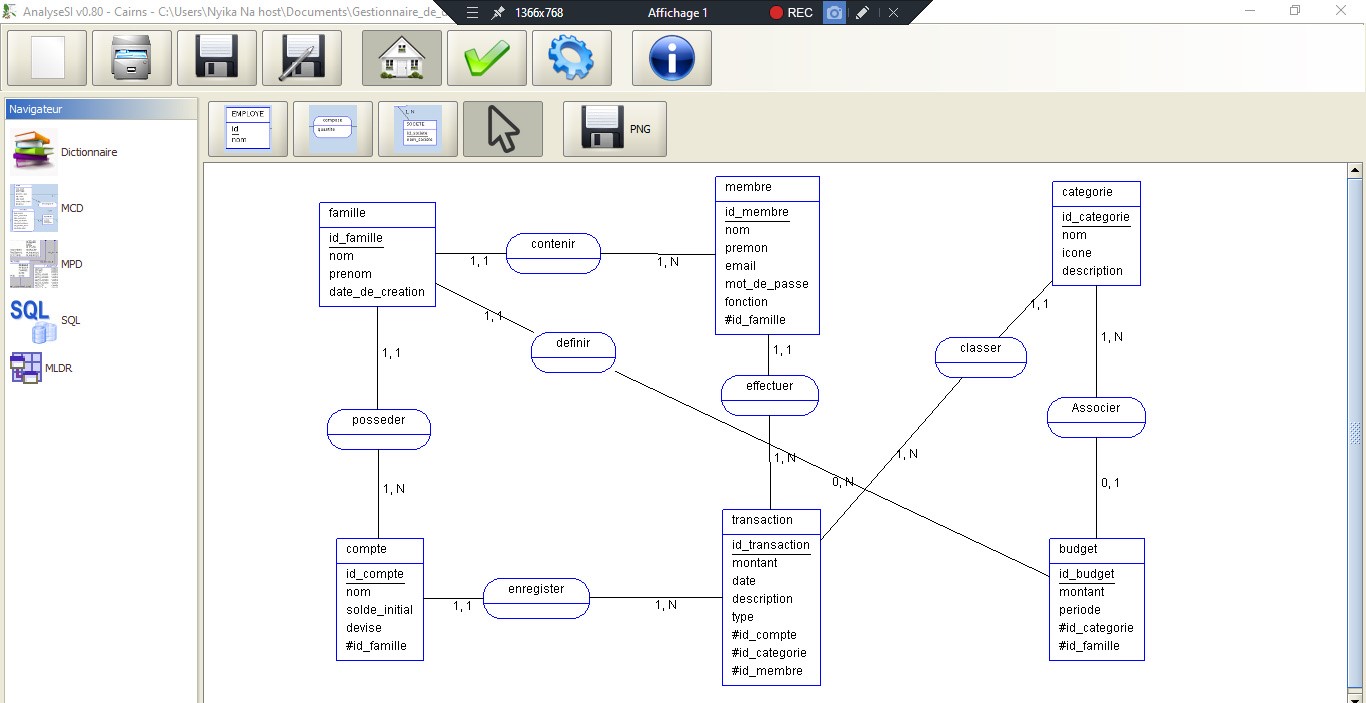 AnalyseSI v0.80 - Cairns - C:\Users\Nyika Na host\Documents\Gestionnaire_de_
1366x768
Affichage 1
REC
Navigateur
Dictionnaire
MCD
MPD
SQL
SQL
MLDR
EMPLOYE
id
nom
compose
quantite
1, N
SOCIETE
PNG
famille
id_famille
nom
prenom
date_de_creation
1, 1
contenir
1, N
membre
id_membre
nom
premon
email
mot_de_passe
fonction
#id_famille
categorie
id_categorie
nom
icone
description
1, 1
definir
0, N
1, 1
posseder
1, N
1, 1
effectuer
1, N
1, 1
classer
1, N
1, N
Associer
0, 1
compte
id_compte
nom
solde_initial
devise
#id_famille
1, 1
enregister
1, N
transaction
id_transaction
montant
date
description
type
#id_compte
#id_categorie
#id_membre
budget
id_budget
montant
periode
#id_categorie
#id_famille